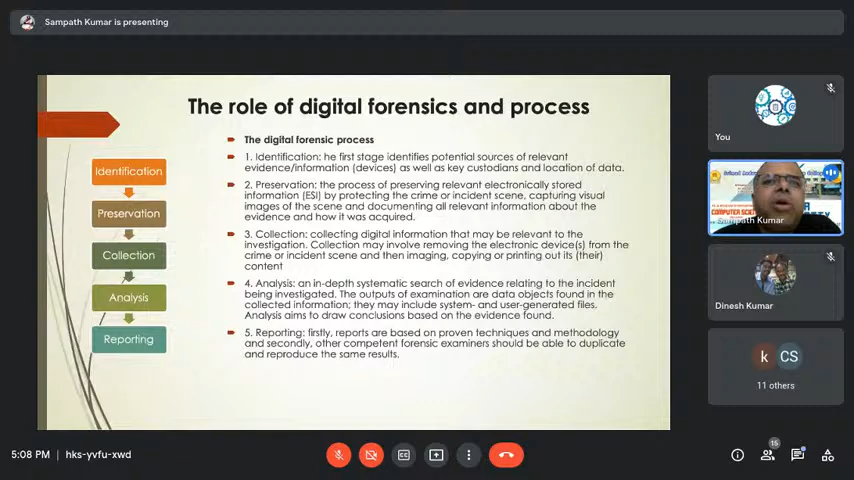 Sampath Kumar is presenting
The role of digital forensics and process
Identification
Preservation
Collection
Analysis
Reporting
The digital forensic process
1. Identification: he first stage identifies potential sources of relevant
evidence/information (devices) as well as key custodians and location of data.
2. Preservation: the process of preserving relevant electronically stored
information (ESI) by protecting the crime or incident scene, capturing visual
images of the scene and documenting all relevant information about the
evidence and how it was acquired.
3. Collection: collecting digital information that may be relevant to the
investigation. Collection may involve removing the electronic device(s) from the
crime or incident scene and then imaging, copying or printing out its (their)
content
4. Analysis: an in-depth systematic search of evidence relating to the incident
being investigated. The outputs of examination are data objects found in the
collected information; they may include system- and user-generated files.
Analysis aims to draw conclusions based on the evidence found.
5. Reporting: firstly, reports are based on proven techniques and methodology
and secondly, other competent forensic examiners should be able to duplicate
and reproduce the same results.
You
COMPUTER SCIE
Sampath Kumar
Dinesh Kumar
k CS
11 others
5:08 PM | hks-yvfu-xwd
15